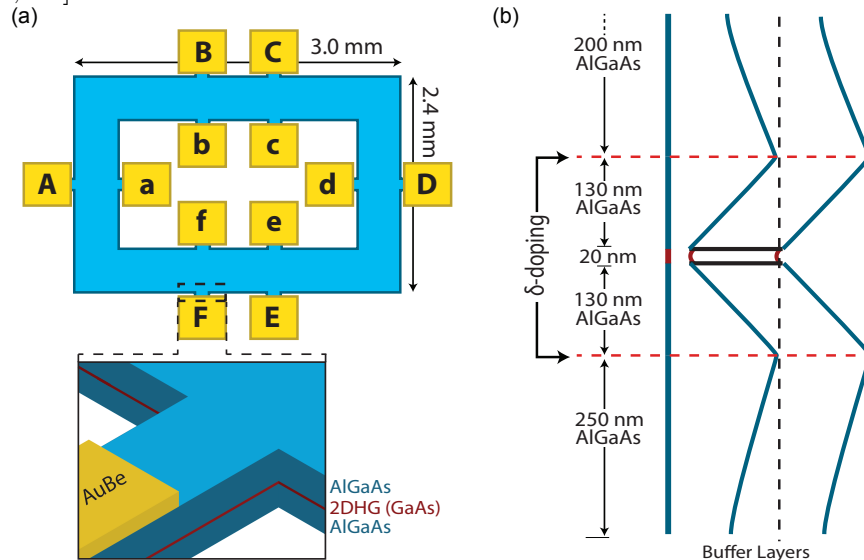 (a)
B
C
3.0 mm
2.4 mm
b
c
A
a
d
D
f
e
F
E
AuBe
AlGaAs
2DHG (GaAs)
AlGaAs
(b)
200 nm
AlGaAs
130 nm
AlGaAs
20 nm
130 nm
AlGaAs
δ-doping
250 nm
AlGaAs
Buffer Layers